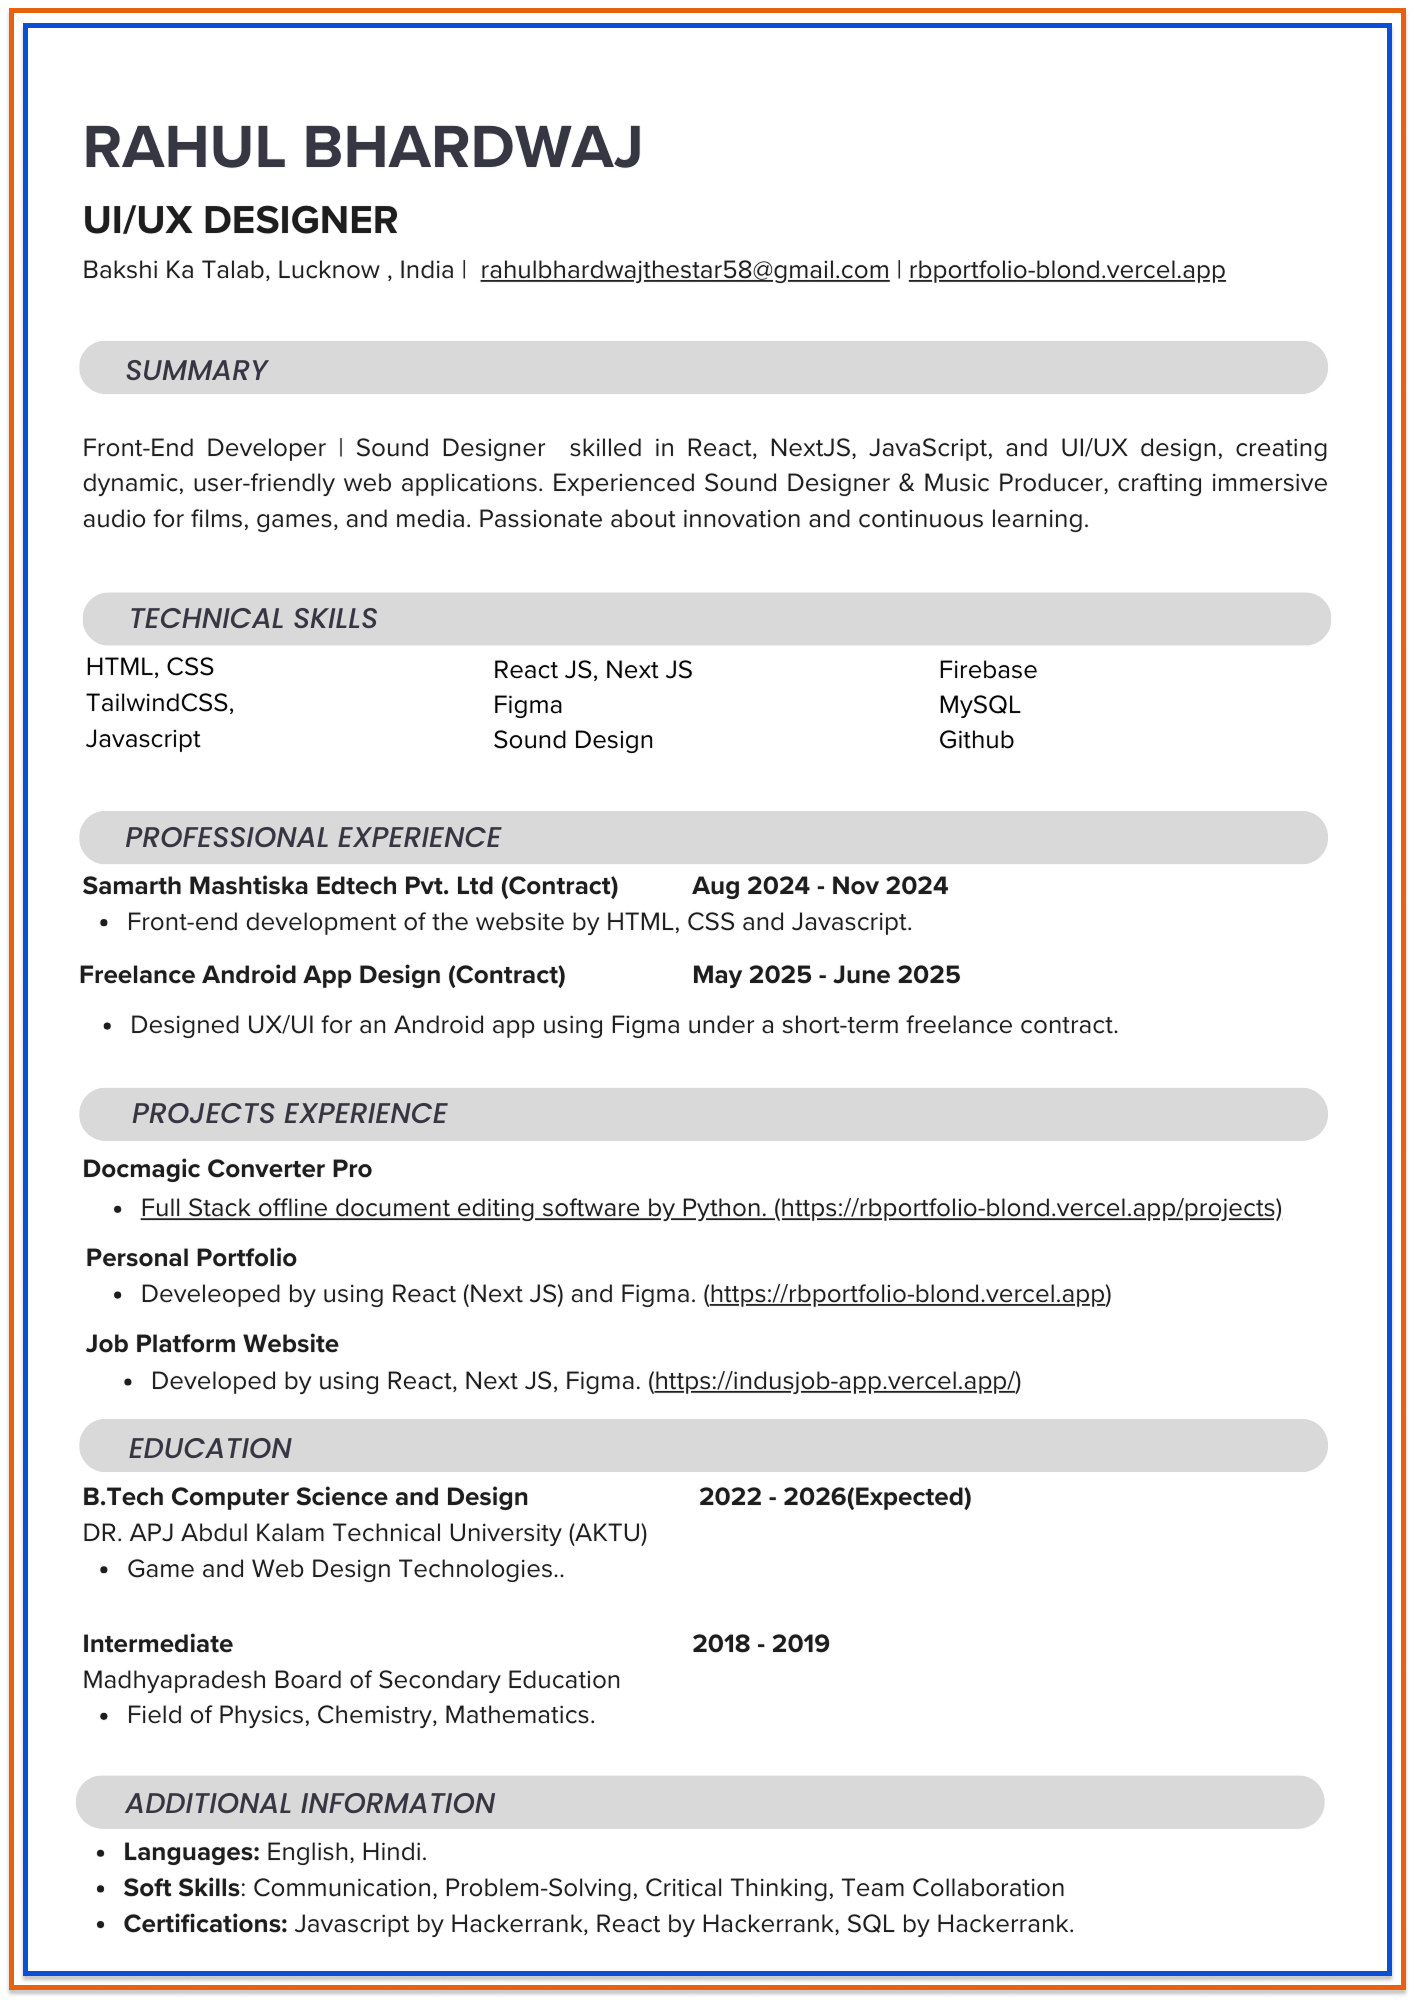 RAHUL BHARDWAJ
UI/UX DESIGNER
Bakshi Ka Talab, Lucknow , India | rahulbhardwajthestar58@gmail.com | rbportfolio-blond.vercel.app
SUMMARY
Front-End Developer | Sound Designer skilled in React, NextJS, JavaScript, and UI/UX design, creating
dynamic, user-friendly web applications. Experienced Sound Designer & Music Producer, crafting immersive
audio for films, games, and media. Passionate about innovation and continuous learning.
TECHNICAL SKILLS
HTML, CSS
TailwindCSS,
Javascript
React JS, Next JS
Figma
Sound Design
Firebase
MySQL
Github
PROFESSIONAL EXPERIENCE
Samarth Mashtiska Edtech Pvt. Ltd (Contract) Aug 2024 - Nov 2024
• Front-end development of the website by HTML, CSS and Javascript.
Freelance Android App Design (Contract) May 2025 - June 2025
• Designed UX/UI for an Android app using Figma under a short-term freelance contract.
PROJECTS EXPERIENCE
Docmagic Converter Pro
• Full Stack offline document editing software by Python. (https://rbportfolio-blond.vercel.app/projects)
Personal Portfolio
• Develeoped by using React (Next JS) and Figma. (https://rbportfolio-blond.vercel.app)
Job Platform Website
• Developed by using React, Next JS, Figma. (https://indusjob-app.vercel.app/)
EDUCATION
B.Tech Computer Science and Design 2022 - 2026(Expected)
DR. APJ Abdul Kalam Technical University (AKTU)
• Game and Web Design Technologies..
Intermediate 2018 - 2019
Madhyapradesh Board of Secondary Education
• Field of Physics, Chemistry, Mathematics.
ADDITIONAL INFORMATION
• Languages: English, Hindi.
• Soft Skills: Communication, Problem-Solving, Critical Thinking, Team Collaboration
• Certifications: Javascript by Hackerrank, React by Hackerrank, SQL by Hackerrank.